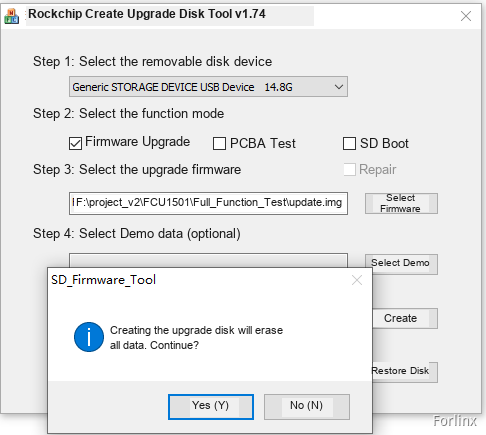 Rockchip Create Upgrade Disk Tool v1.74
Step 1: Select the removable disk device
Generic STORAGE DEVICE USB Device 14.8G
Step 2: Select the function mode
Firmware Upgrade
PCBA Test
SD Boot
Step 3: Select the upgrade firmware
Repair
F:\project_v2\FCU1501\Full_Function_Test\update.img
Select
Firmware
Step 4: Select Demo data (optional)
Select Demo
SD_Firmware_Tool
Creating the upgrade disk will erase
all data. Continue?
Create
Restore Disk
Yes (Y)
No (N)
Forlinx